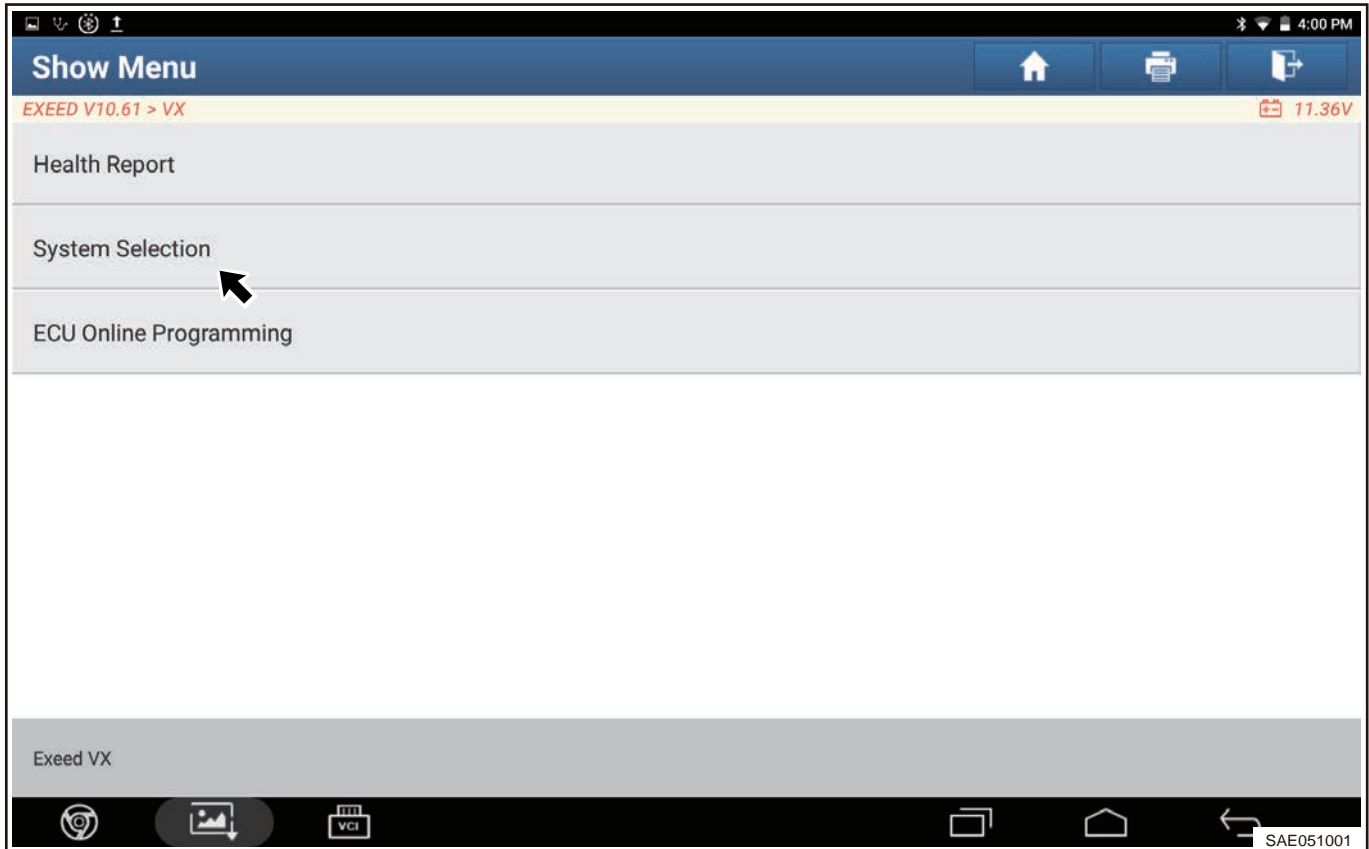 4:00 PM
Show Menu
EXEED V10.61 > VX
11.36V
Health Report
System Selection
ECU Online Programming
Exeed VX
VCI
SAE051001